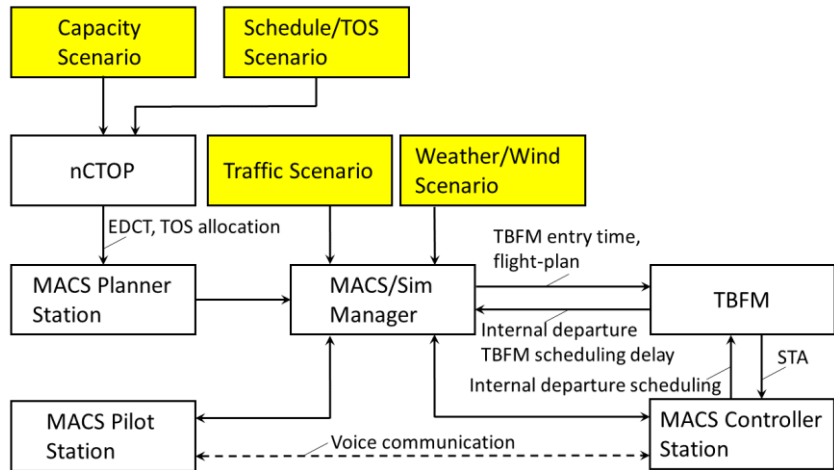 Capacity
Scenario
Schedule/TOS
Scenario
nCTOP
Traffic Scenario
Weather/Wind
Scenario
EDCT, TOS allocation
TBFM entry time,
flight-plan
MACS Planner
Station
MACS/Sim
Manager
TBFM
Internal departure
TBFM scheduling delay
Internal departure scheduling
STA
MACS Pilot
Station
Voice communication
MACS Controller
Station